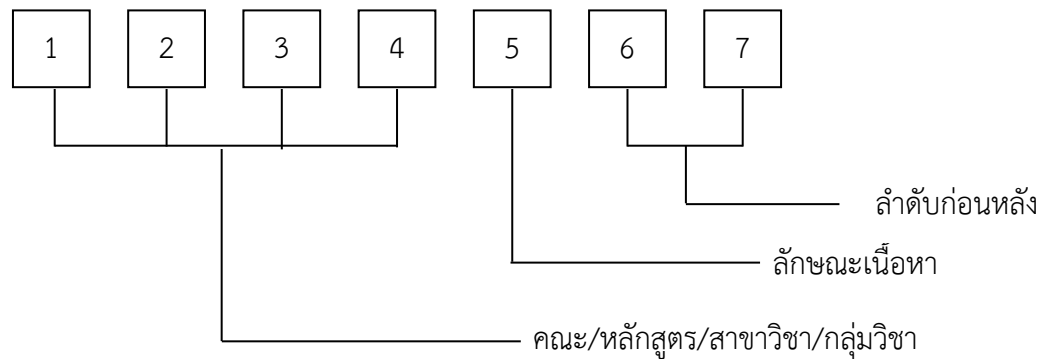 1 2 3 4 5 6 7
ลำดับก่อนหลัง
ลักษณะเนื้อหา
คณะ/หลักสูตร/สาขาวิชา/กลุ่มวิชา